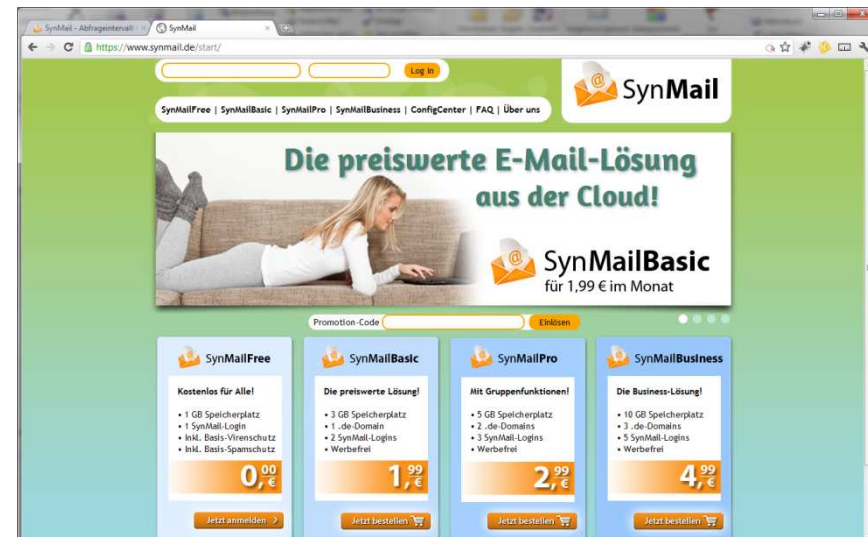 SynMail - Abfrageintervall
SynMail
https://www.synmail.de/start/
Log In
SynMail
SynMailFree | SynMailBasic | SynMailPro | SynMailBusiness | ConfigCenter | FAQ | Über uns
Die preiswerte E-Mail-Lösung
aus der Cloud!
SynMailBasic
für 1,99 € im Monat
Promotion-Code
Einlösen
SynMailFree
Kostenlos für Alle!
• 1 GB Speicherplatz
• 1 SynMail-Login
• Inkl. Basis-Virenschutz
• Inkl. Basis-Spamschutz
0,00 €
Jetzt anmelden
SynMailBasic
Die preiswerte Lösung!
• 3 GB Speicherplatz
• 1 .de-Domain
• 2 SynMail-Logins
• Werbefrei
1,99 €
Jetzt bestellen
SynMailPro
Mit Gruppenfunktionen!
• 5 GB Speicherplatz
• 2 .de-Domains
• 3 SynMail-Logins
• Werbefrei
2,99 €
Jetzt bestellen
SynMailBusiness
Die Business-Lösung!
• 10 GB Speicherplatz
• 3 .de-Domains
• 5 SynMail-Logins
• Werbefrei
4,99 €
Jetzt bestellen